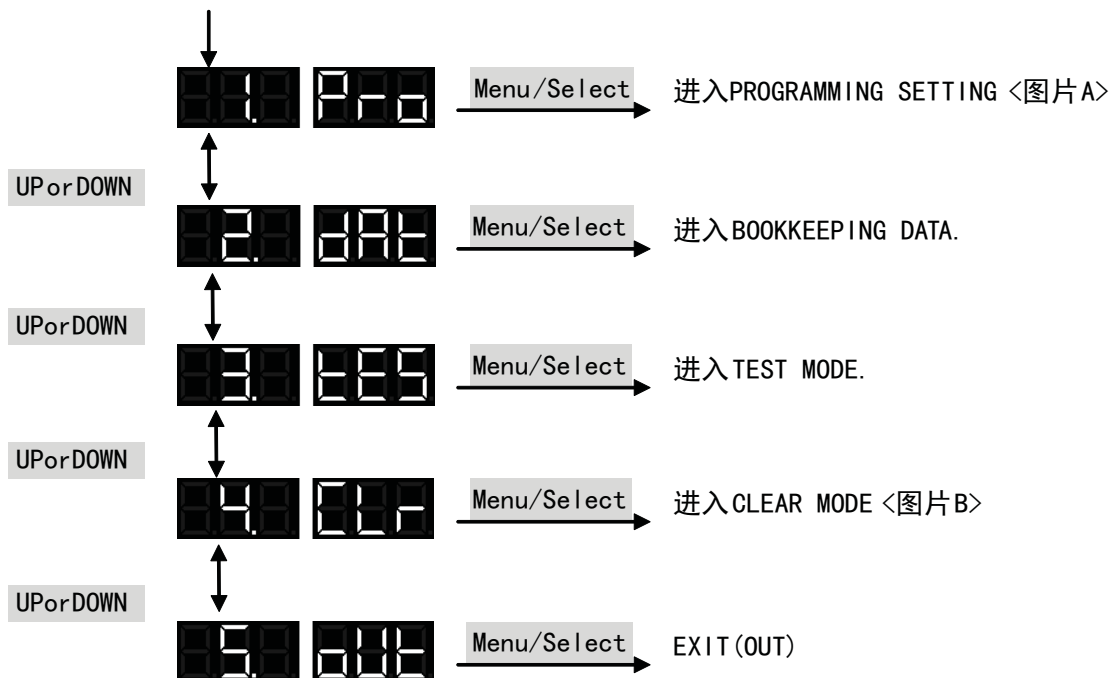 1. Pro Menu/Select 进入PROGRAMMING SETTING <图片A>
UPorDOWN
2. dAt Menu/Select 进入BOOKKEEPING DATA.
UPorDOWN
3. tES Menu/Select 进入TEST MODE.
UPorDOWN
4. CLr Menu/Select 进入CLEAR MODE <图片B>
UPorDOWN
5. oUt Menu/Select EXIT(OUT)